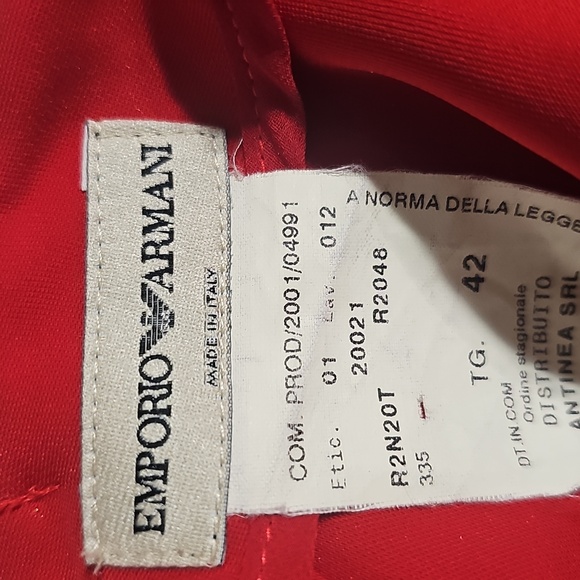 EMPORIO ARMANI
MADE IN ITALY
A NORMA DELLA LEGGE
COM. PROD/2001/04991
Etic. 01 Lav. 012
20021 R2048
R2N20T
335
TG. 42
DT.IN COM
Ordine stagionale
DISTRIBUITO
ANTINEA SRL